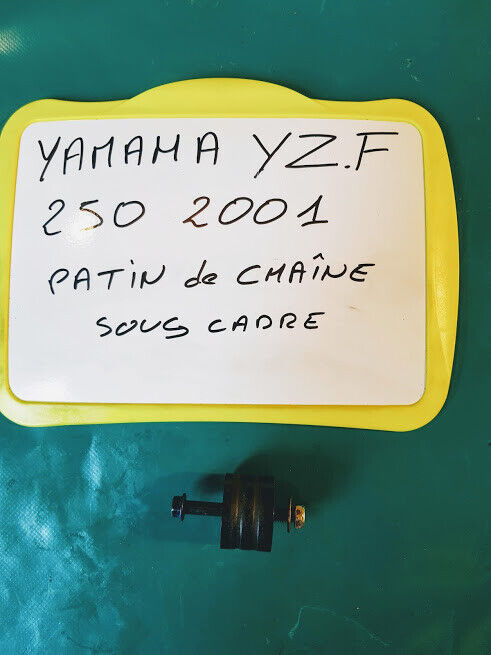 YAMAHA YZ.F
250 2001
PATIN de CHAÎNE
SOUS CADRE